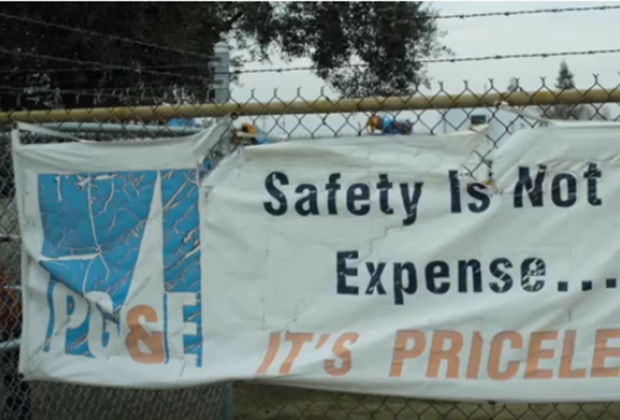 PG&E
Safety Is Not
Expense...
IT'S PRICELE